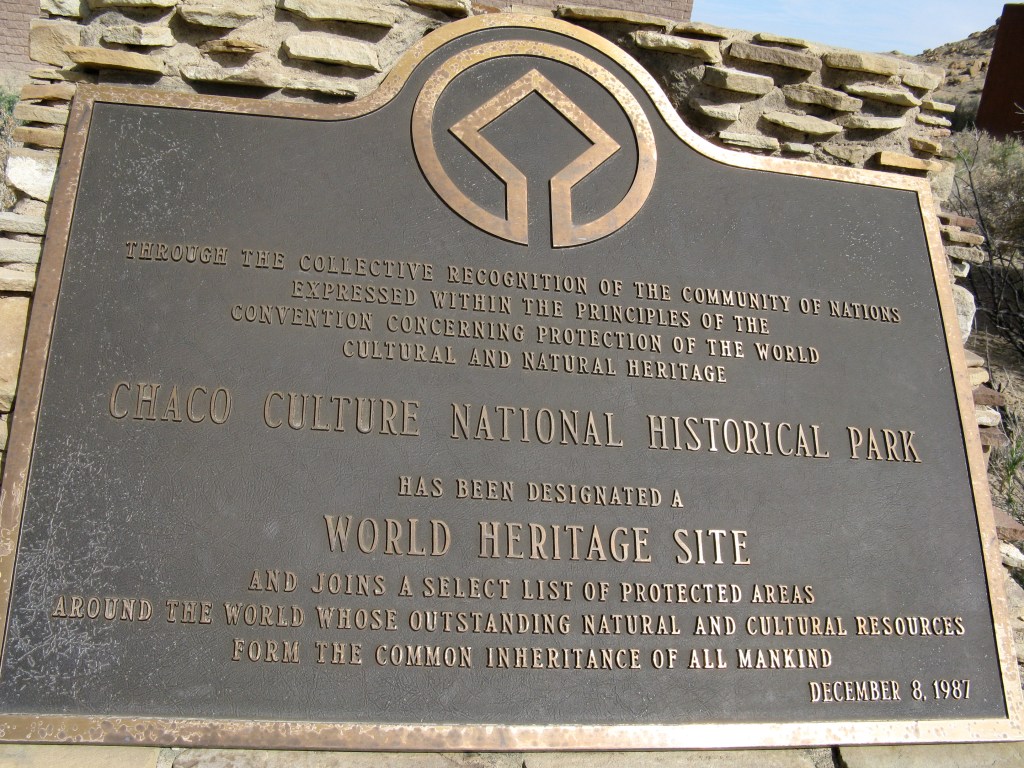 THROUGH THE COLLECTIVE RECOGNITION OF THE COMMUNITY OF NATIONS
EXPRESSED WITHIN THE PRINCIPLES OF THE
CONVENTION CONCERNING PROTECTION OF THE WORLD
CULTURAL AND NATURAL HERITAGE
CHACO CULTURE NATIONAL HISTORICAL PARK
HAS BEEN DESIGNATED A
WORLD HERITAGE SITE
AND JOINS A SELECT LIST OF PROTECTED AREAS
AROUND THE WORLD WHOSE OUTSTANDING NATURAL AND CULTURAL RESOURCES
FORM THE COMMON INHERITANCE OF ALL MANKIND
DECEMBER 8, 1987